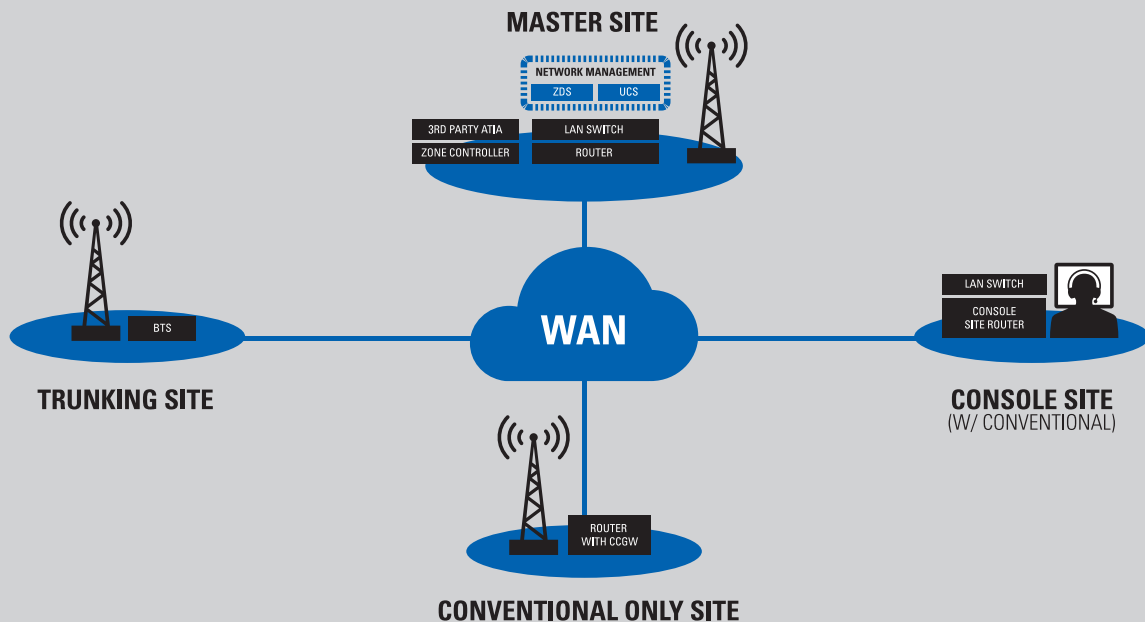 MASTER SITE
NETWORK MANAGEMENT
ZDS
UCS
3RD PARTY ATIA
LAN SWITCH
ZONE CONTROLLER
ROUTER
BTS
TRUNKING SITE
WAN
LAN SWITCH
CONSOLE
SITE ROUTER
CONSOLE SITE
(W/ CONVENTIONAL)
ROUTER
WITH CCGW
CONVENTIONAL ONLY SITE